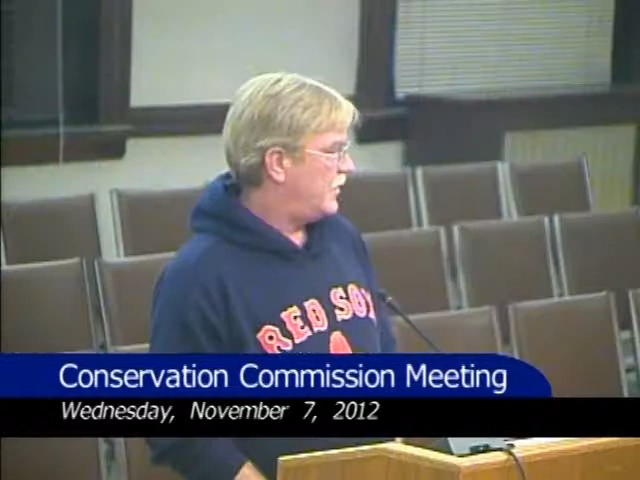 RED SOX
Conservation Commission Meeting
Wednesday, November 7, 2012